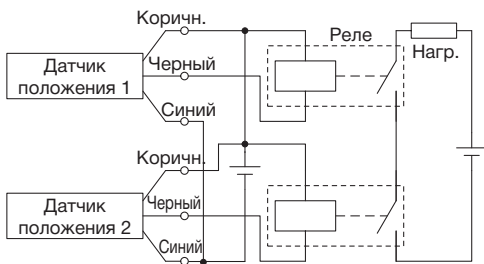 Коричн.
Реле
Датчик
положения 1
Черный
Нагр.
Синий
Коричн.
Датчик
положения 2
Черный
Синий